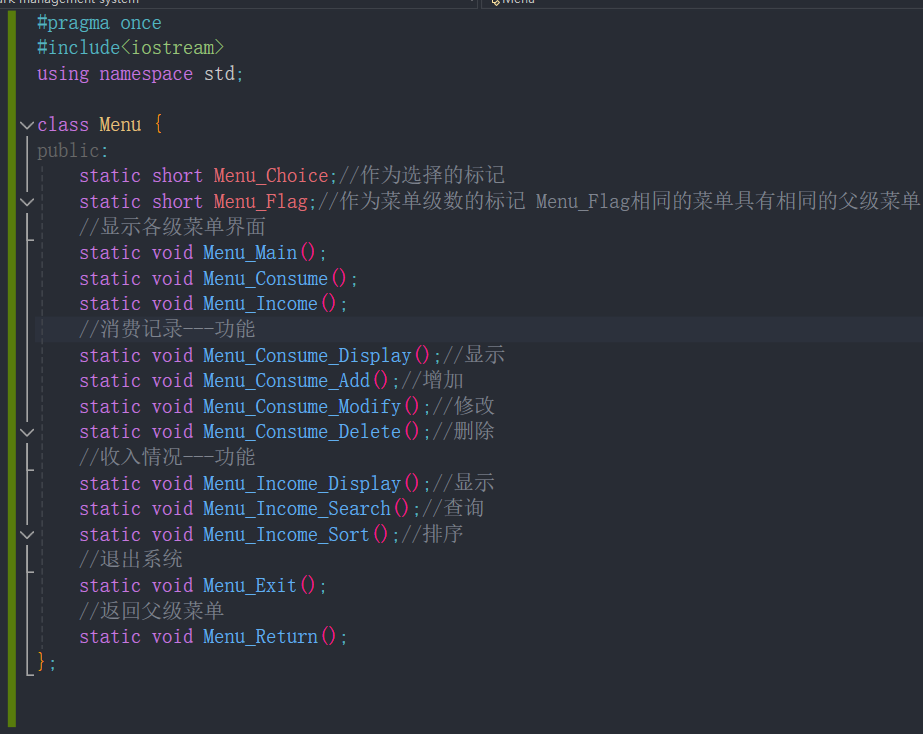 management system
Menu
#pragma once
#include<iostream>
using namespace std;
class Menu {
public:
static short Menu_Choice;//作为选择的标记
static short Menu_Flag;//作为菜单级数的标记 Menu_Flag相同的菜单具有相同的父级菜单
//显示各级菜单界面
static void Menu_Main();
static void Menu_Consume();
static void Menu_Income();
//消费记录---功能
static void Menu_Consume_Display();//显示
static void Menu_Consume_Add();//增加
static void Menu_Consume_Modify();//修改
static void Menu_Consume_Delete();//删除
//收入情况---功能
static void Menu_Income_Display();//显示
static void Menu_Income_Search();//查询
static void Menu_Income_Sort();//排序
//退出系统
static void Menu_Exit();
//返回父级菜单
static void Menu_Return();
};